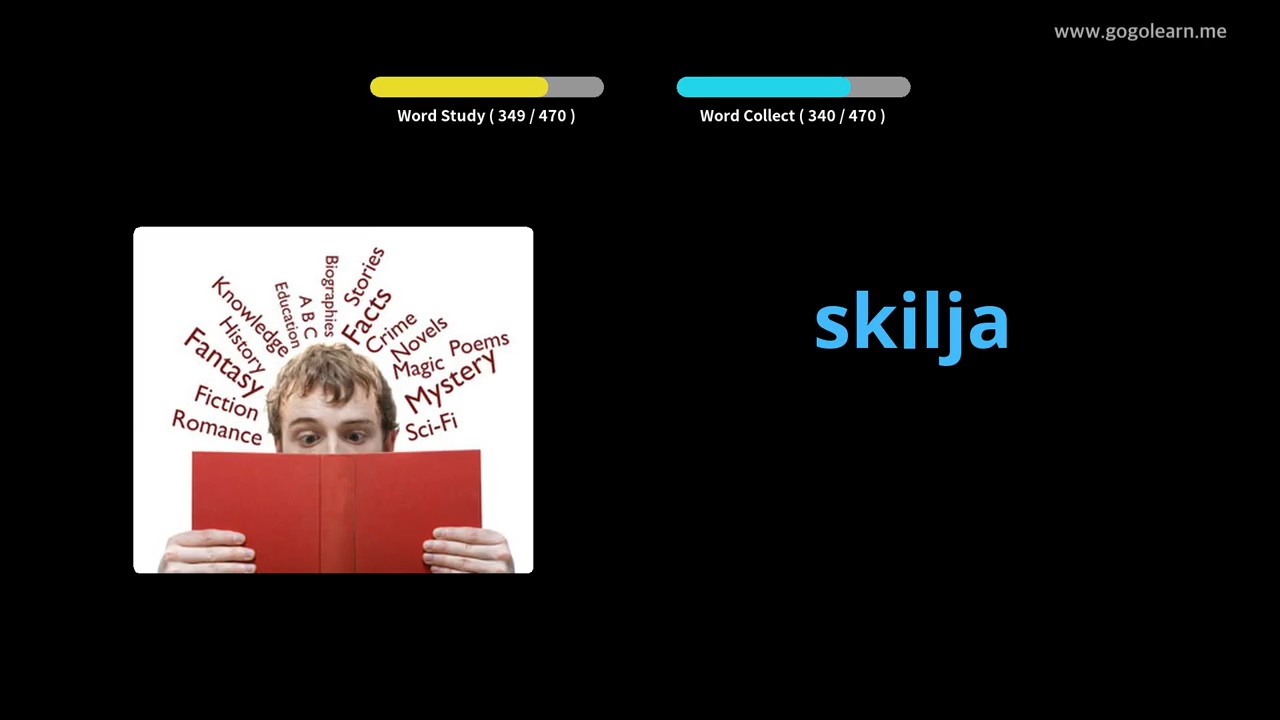 www.gogolearn.me
Word Study ( 349 / 470 )
Word Collect ( 340 / 470 )
skilja
Romance
Fiction
Fantasy
History
Knowledge
Education
A B C
Biographies
Stories
Facts
Crime
Novels
Magic
Poems
Mystery
Sci-Fi